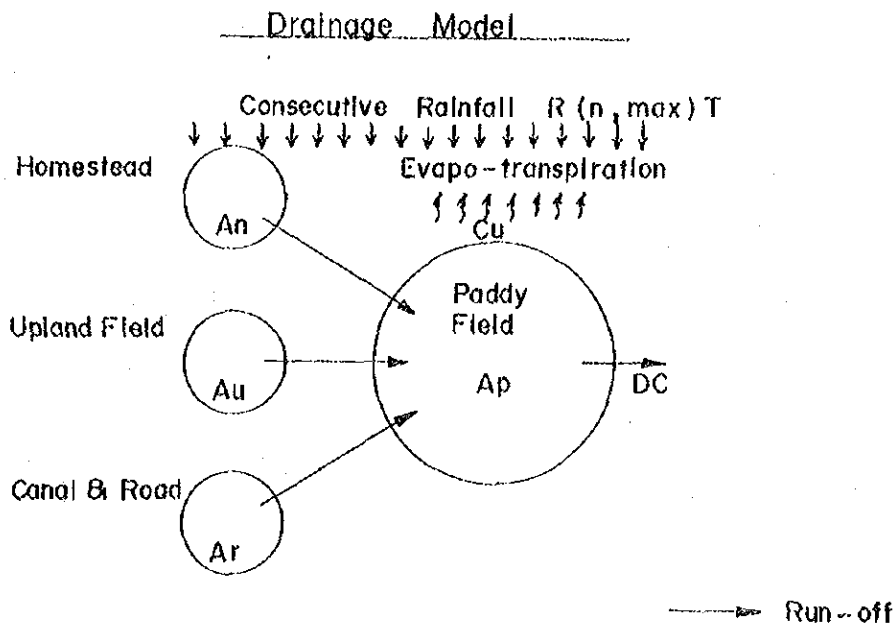 Drainage Model
Consecutive Rainfall R (n, max) T
Homestead
Evapo-transpiration
An
Cu
Paddy
Field
Upland Field
Au
Ap
DC
Canal & Road
Ar
Run-off